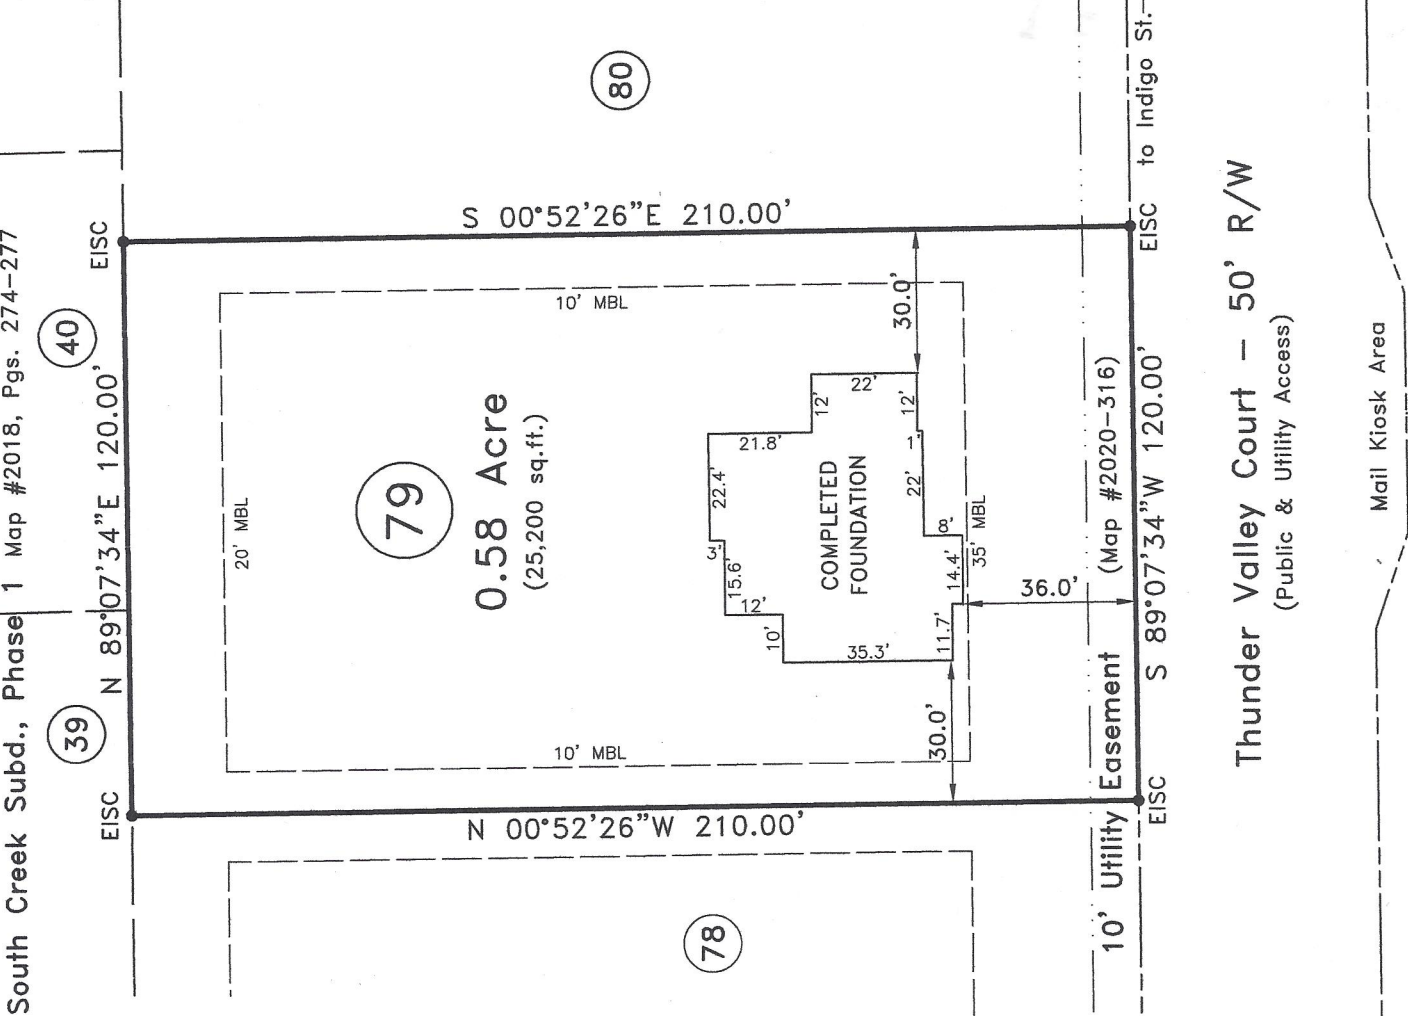 South Creek Subd., Phase 1 Map #2018, Pgs. 274-277
39
40
EISC
EISC
N 89°07'34"E 120.00'
20' MBL
79
0.58 Acre
(25,200 sq.ft.)
80
S 00°52'26"E 210.00'
10' MBL
30.0'
22'
12'
12'
21.8'
1'
22.4'
22'
COMPLETED
FOUNDATION
8'
3'
15.6'
14.4'
35' MBL
12'
10'
11.7'
35.3'
36.0'
30.0'
10' MBL
N 00°52'26"W 210.00'
78
10' Utility Easement (Map #2020-316)
EISC
S 89°07'34"W 120.00'
EISC
to Indigo St.
Thunder Valley Court - 50' R/W
(Public & Utility Access)
Mail Kiosk Area